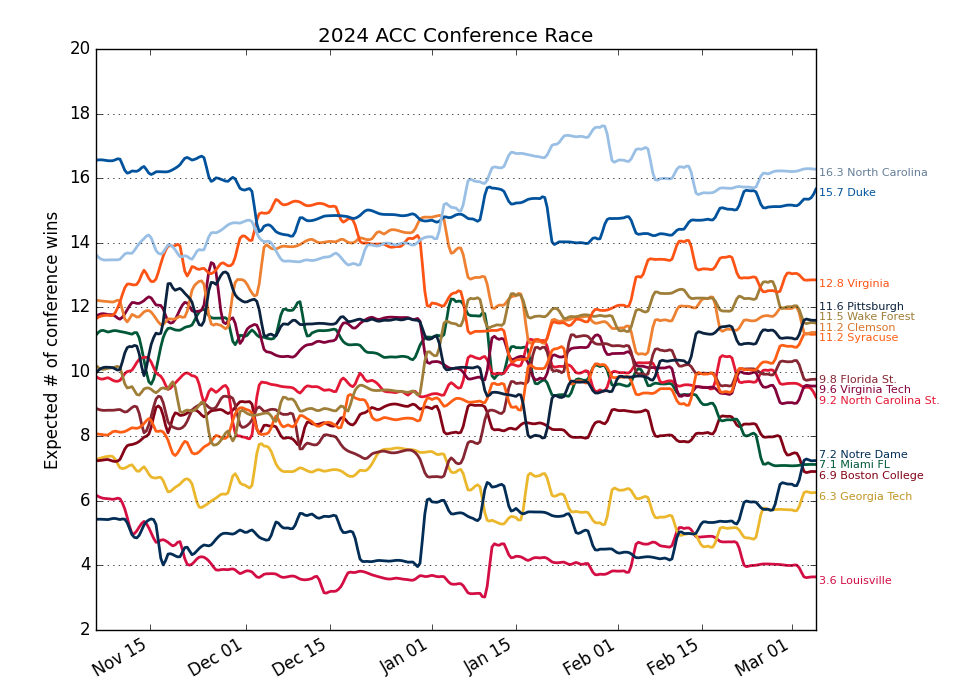 2024 ACC Conference Race
Expected # of conference wins
20
18
16
14
12
10
8
6
4
2
Nov 15
Dec 01
Dec 15
Jan 01
Jan 15
Feb 01
Feb 15
Mar 01
16.3 North Carolina
15.7 Duke
12.8 Virginia
11.6 Pittsburgh
11.5 Wake Forest
11.2 Clemson
11.2 Syracuse
9.8 Florida St.
9.6 Virginia Tech
9.2 North Carolina St.
7.2 Notre Dame
7.1 Miami FL
6.9 Boston College
6.3 Georgia Tech
3.6 Louisville